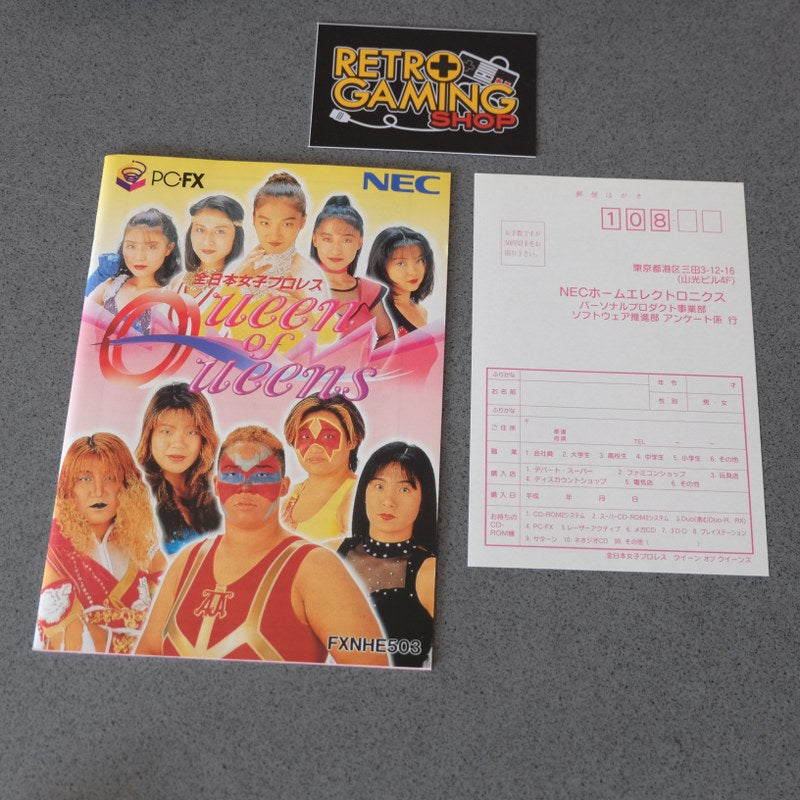 RETRO
GAMING
SHOP
PC-FX
NEC
全日本女子プロレス
Queen
of
Queens
AA
FXNHE503
郵便はがき
108-
お手数ですが
50円切手をお
貼り下さい。
東京都港区三田3-12-16
(山光ビル4F)
NECホームエレクトロニクス
パーソナルプロダクト事業部
ソフトウェア推進部 アンケート係 行
ふりがな
お名前
年令 才
性別 男・女
ふりがな
ご住所
〒 都道
府県
TEL － －
職業 1. 会社員 2. 大学生 3. 高校生 4. 中学生 5. 小学生 6. その他
購入店 1. デパート・スーパー 2. ファミコンショップ 3. 玩具店
4. ディスカウントショップ 5. 電気店 6. その他
購入日 平成 年 月 日
お持ちの
CD-
ROM機
1. CD-ROM2システム 2. スーパーCD-ROM2システム 3. Duo(含むDuo-R, RX)
4. PC-FX 5. レーザーアクティブ 6. メガCD 7. 3DO 8. プレイステーション
9. サターン 10. ネオジオCD 99. その他( )
全日本女子プロレス クイーン オブ クイーンズ